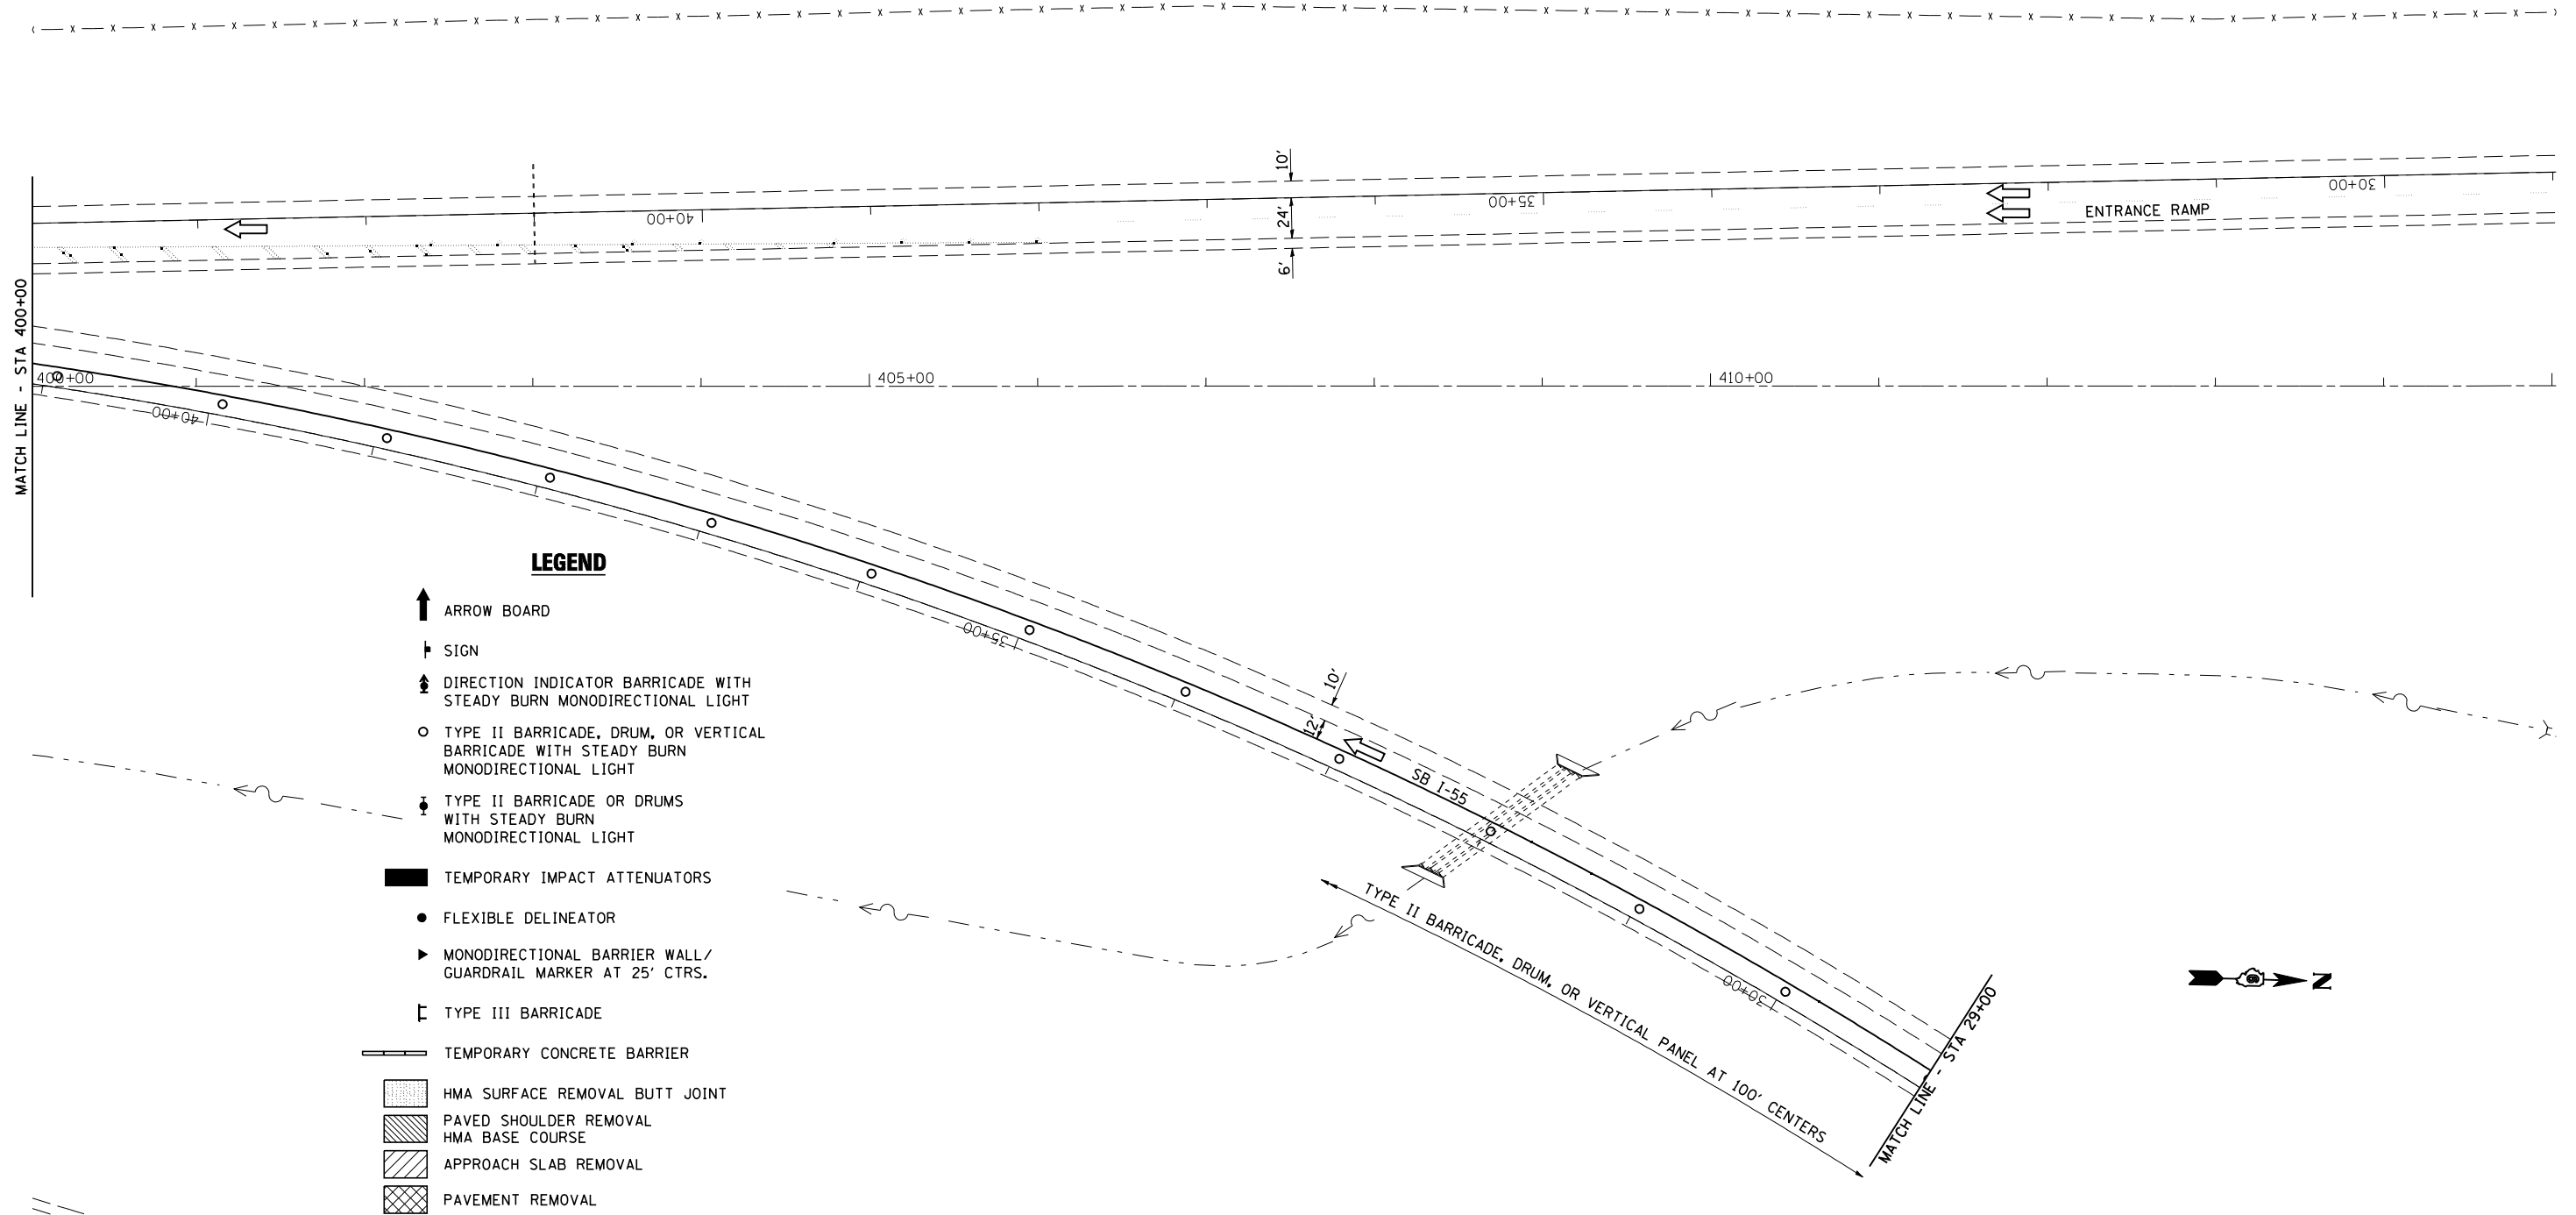 10'
24'
6'
40+00
35+00
30+00
ENTRANCE RAMP
MATCH LINE - STA 400+00
400+00
405+00
410+00
40+00
35+00
30+00
10'
12'
SB I-55
TYPE II BARRICADE, DRUM, OR VERTICAL PANEL AT 100' CENTERS
MATCH LINE - STA 29+00
N
LEGEND
ARROW BOARD
SIGN
DIRECTION INDICATOR BARRICADE WITH
STEADY BURN MONODIRECTIONAL LIGHT
TYPE II BARRICADE, DRUM, OR VERTICAL
BARRICADE WITH STEADY BURN
MONODIRECTIONAL LIGHT
TYPE II BARRICADE OR DRUMS
WITH STEADY BURN
MONODIRECTIONAL LIGHT
TEMPORARY IMPACT ATTENUATORS
FLEXIBLE DELINEATOR
MONODIRECTIONAL BARRIER WALL/
GUARDRAIL MARKER AT 25' CTRS.
TYPE III BARRICADE
TEMPORARY CONCRETE BARRIER
HMA SURFACE REMOVAL BUTT JOINT
PAVED SHOULDER REMOVAL
HMA BASE COURSE
APPROACH SLAB REMOVAL
PAVEMENT REMOVAL